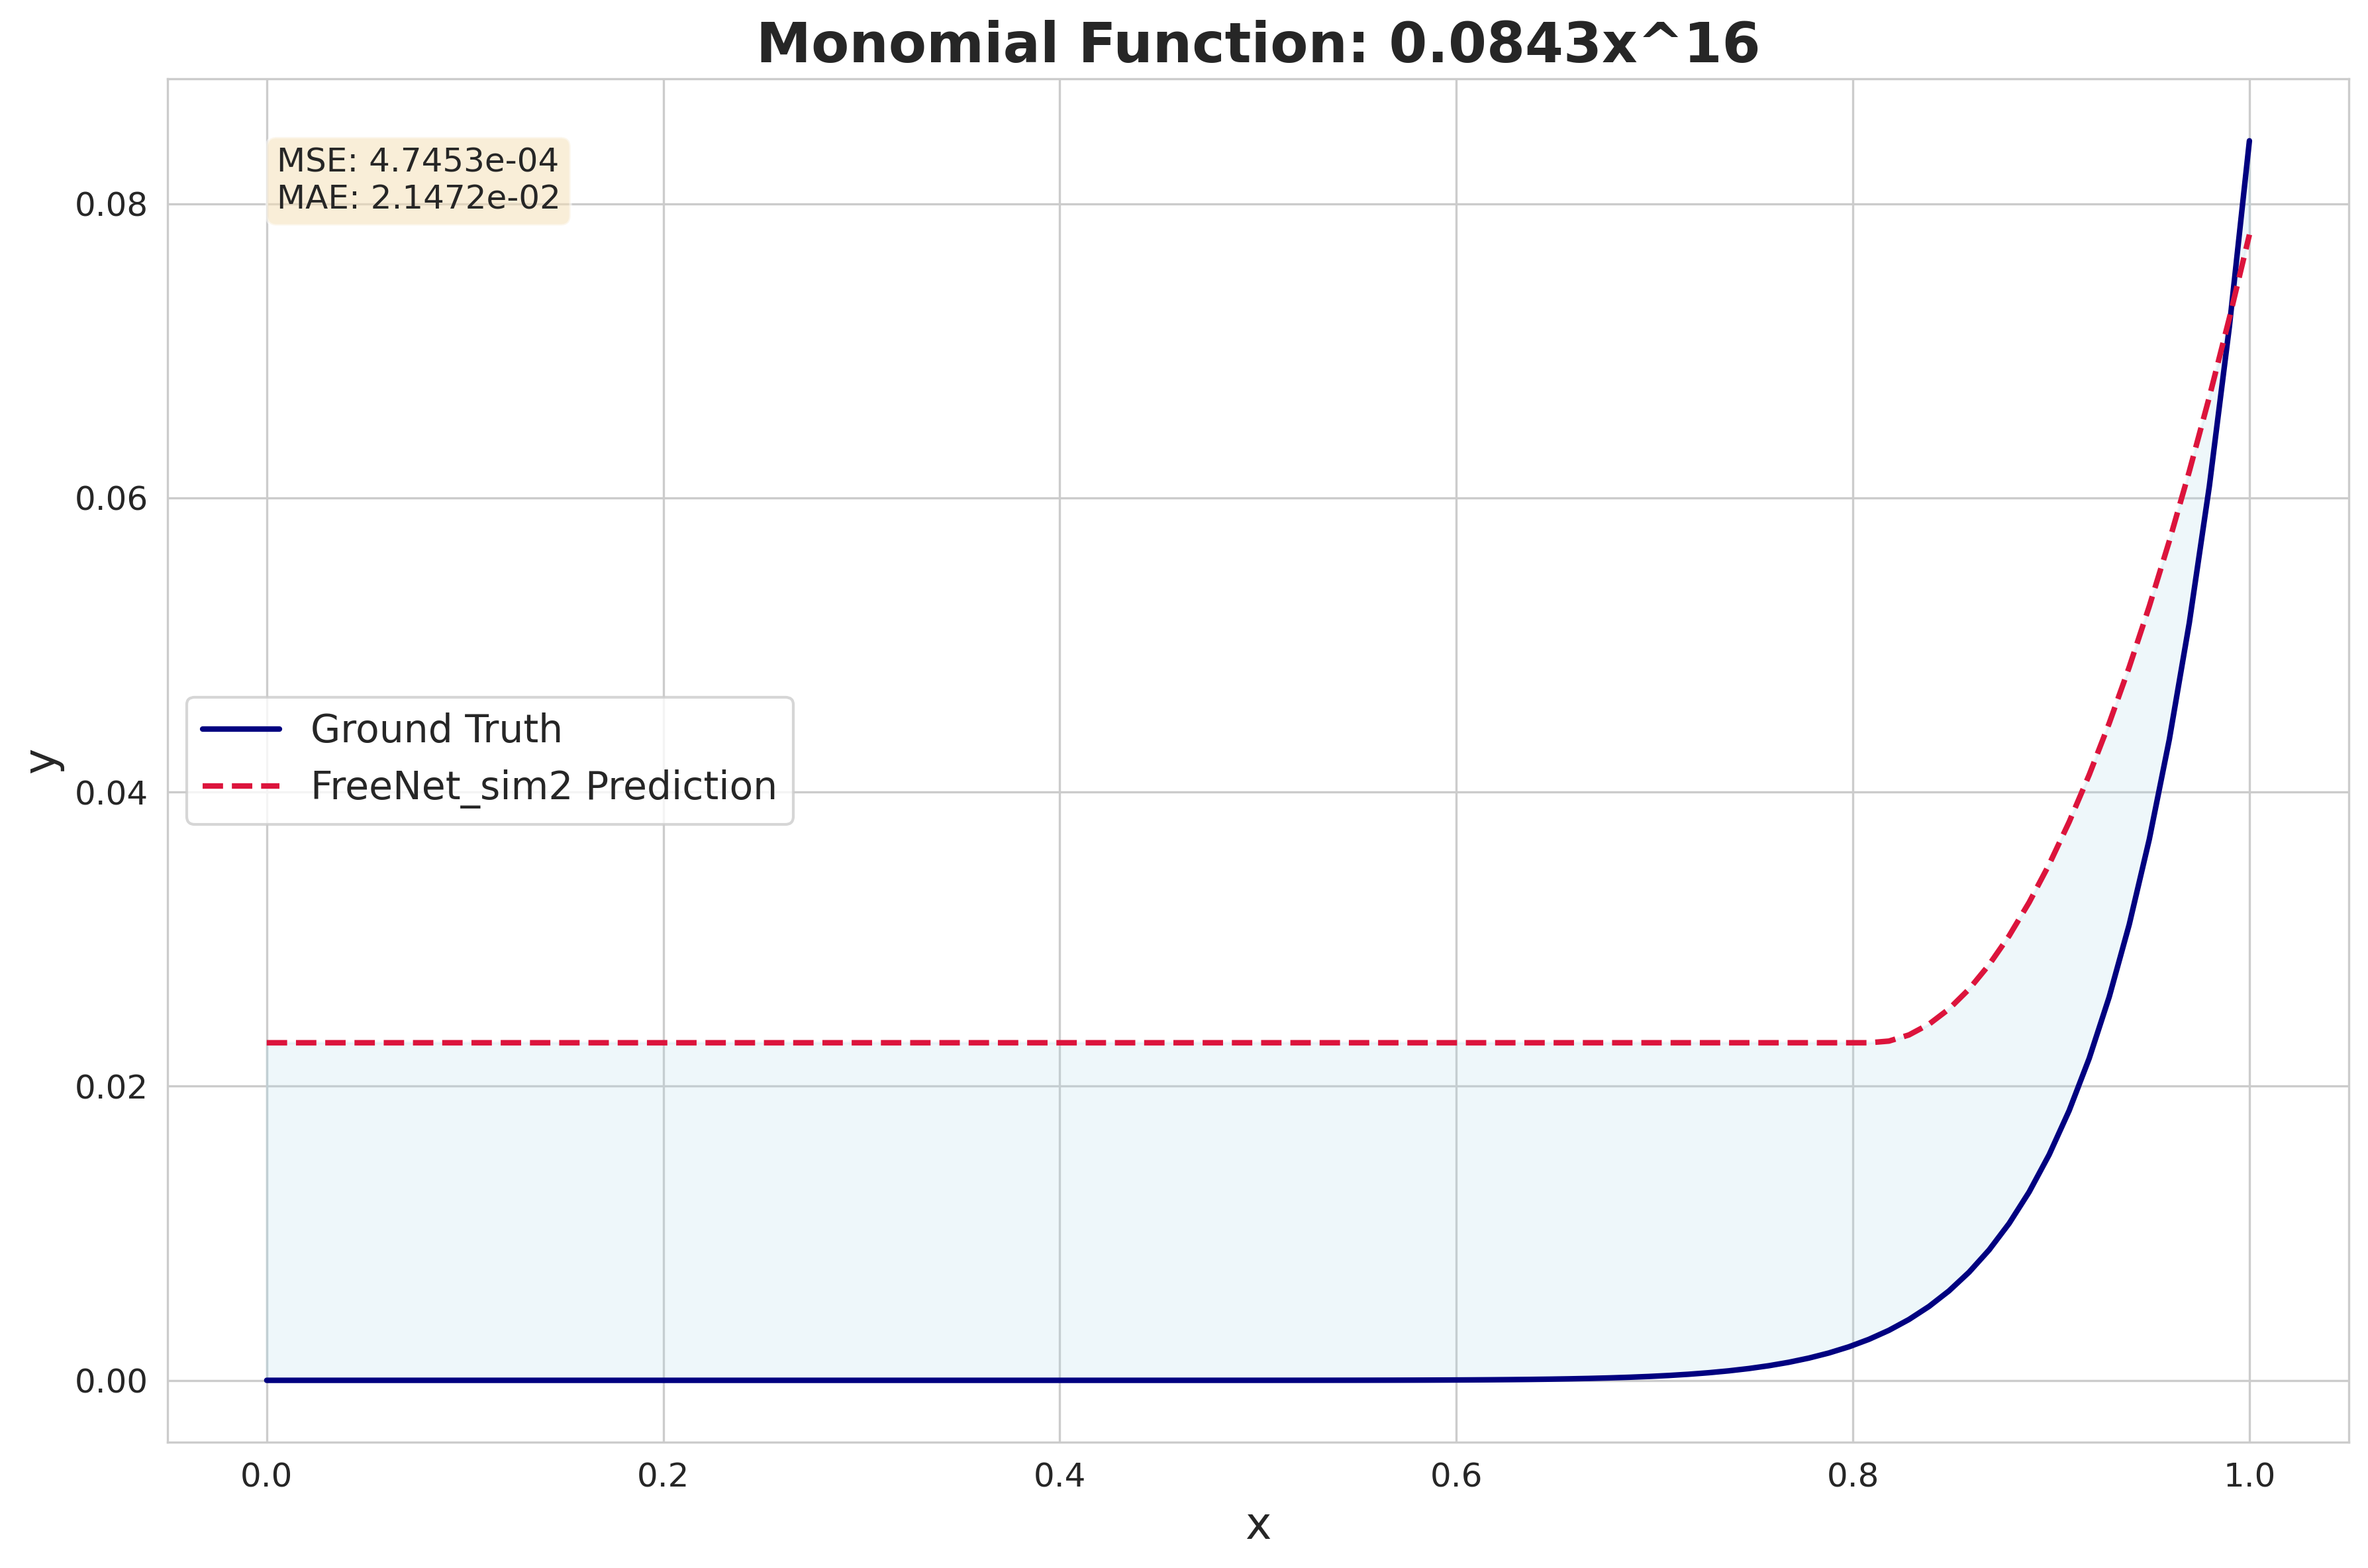 Monomial Function: 0.0843x^16
MSE: 4.7453e-04
MAE: 2.1472e-02
0.08
0.06
0.04
0.02
0.00
y
Ground Truth
FreeNet_sim2 Prediction
0.0 0.2 0.4 0.6 0.8 1.0
x